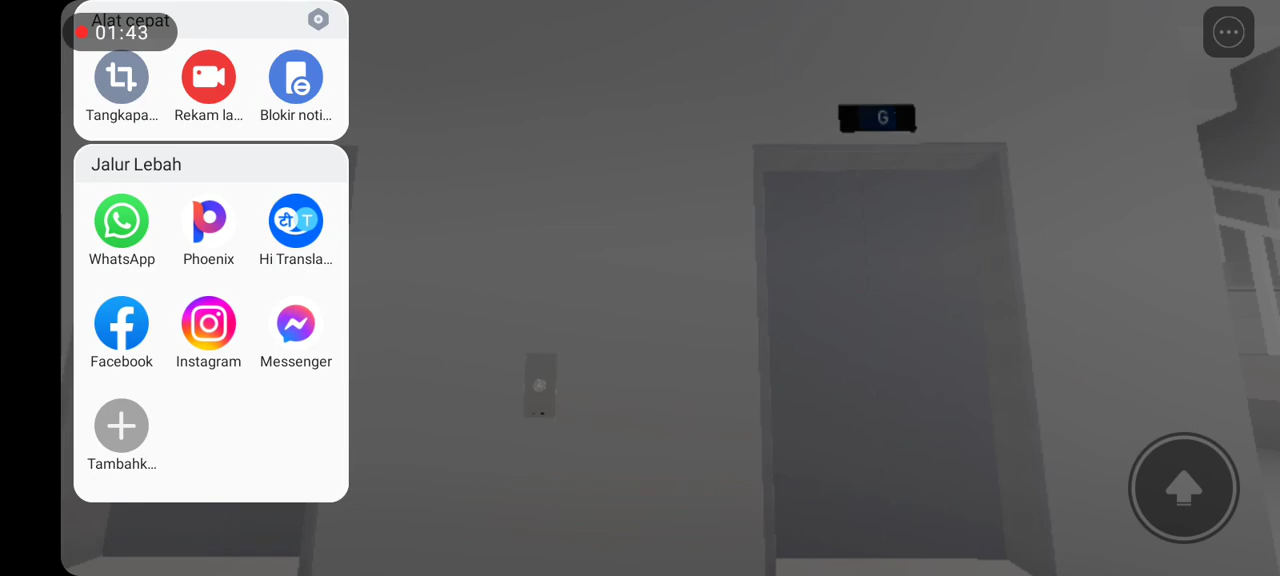 Alat cepat
01:43
Tangkapa...
Rekam la...
Blokir noti...
Jalur Lebah
WhatsApp
Phoenix
Hi Transla...
Facebook
Instagram
Messenger
Tambahk...
G
टी T